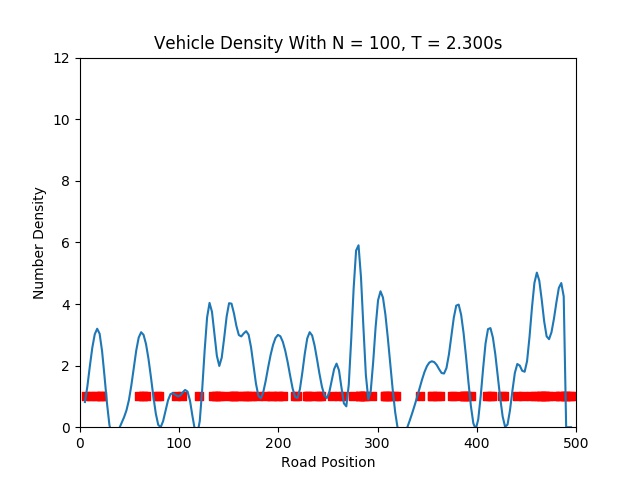 Vehicle Density With N = 100, T = 2.300s
12
10
8
6
4
2
0
Number Density
0 100 200 300 400 500
Road Position